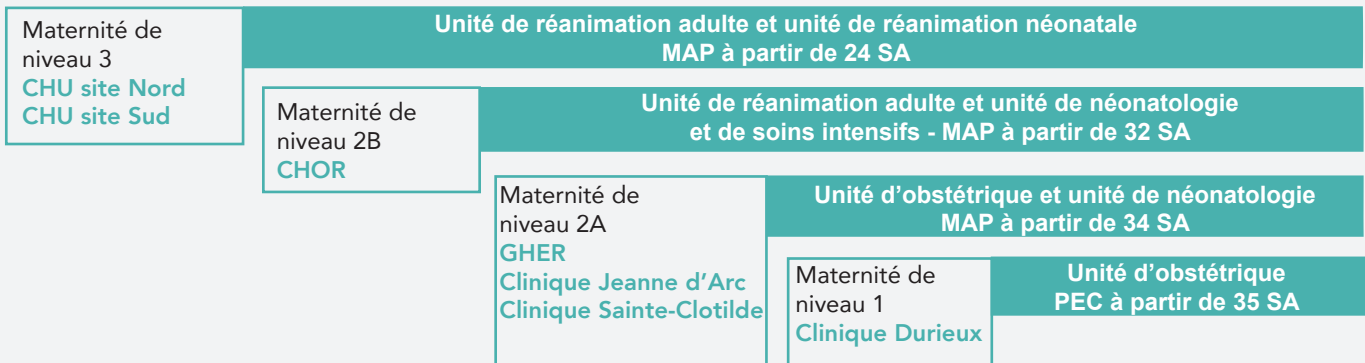 Maternité de
niveau 3
CHU site Nord
CHU site Sud
Unité de réanimation adulte et unité de réanimation néonatale
MAP à partir de 24 SA
Maternité de
niveau 2B
CHOR
Unité de réanimation adulte et unité de néonatologie
et de soins intensifs - MAP à partir de 32 SA
Maternité de
niveau 2A
GHER
Clinique Jeanne d’Arc
Clinique Sainte-Clotilde
Unité d’obstétrique et unité de néonatologie
MAP à partir de 34 SA
Maternité de
niveau 1
Clinique Durieux
Unité d’obstétrique
PEC à partir de 35 SA